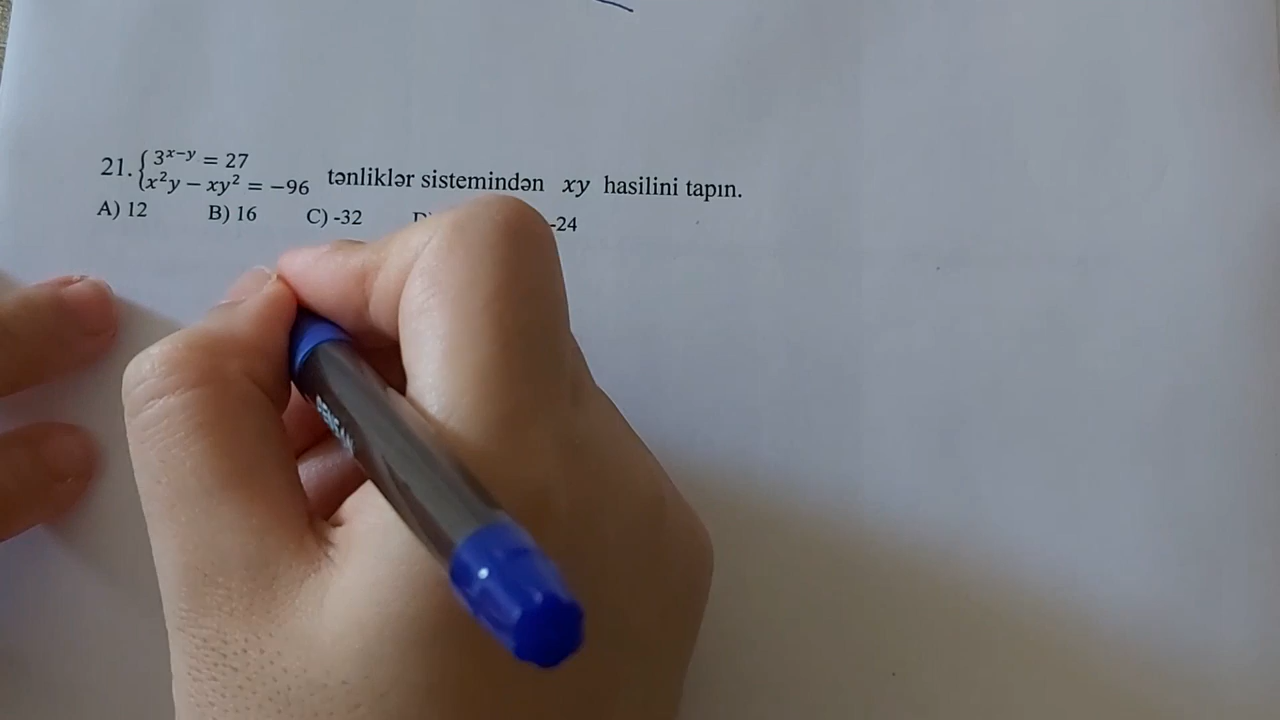 21. { 3^{x-y} = 27
x²y − xy² = −96 tənliklər sistemindən xy hasilini tapın.
A) 12 B) 16 C) -32 -24